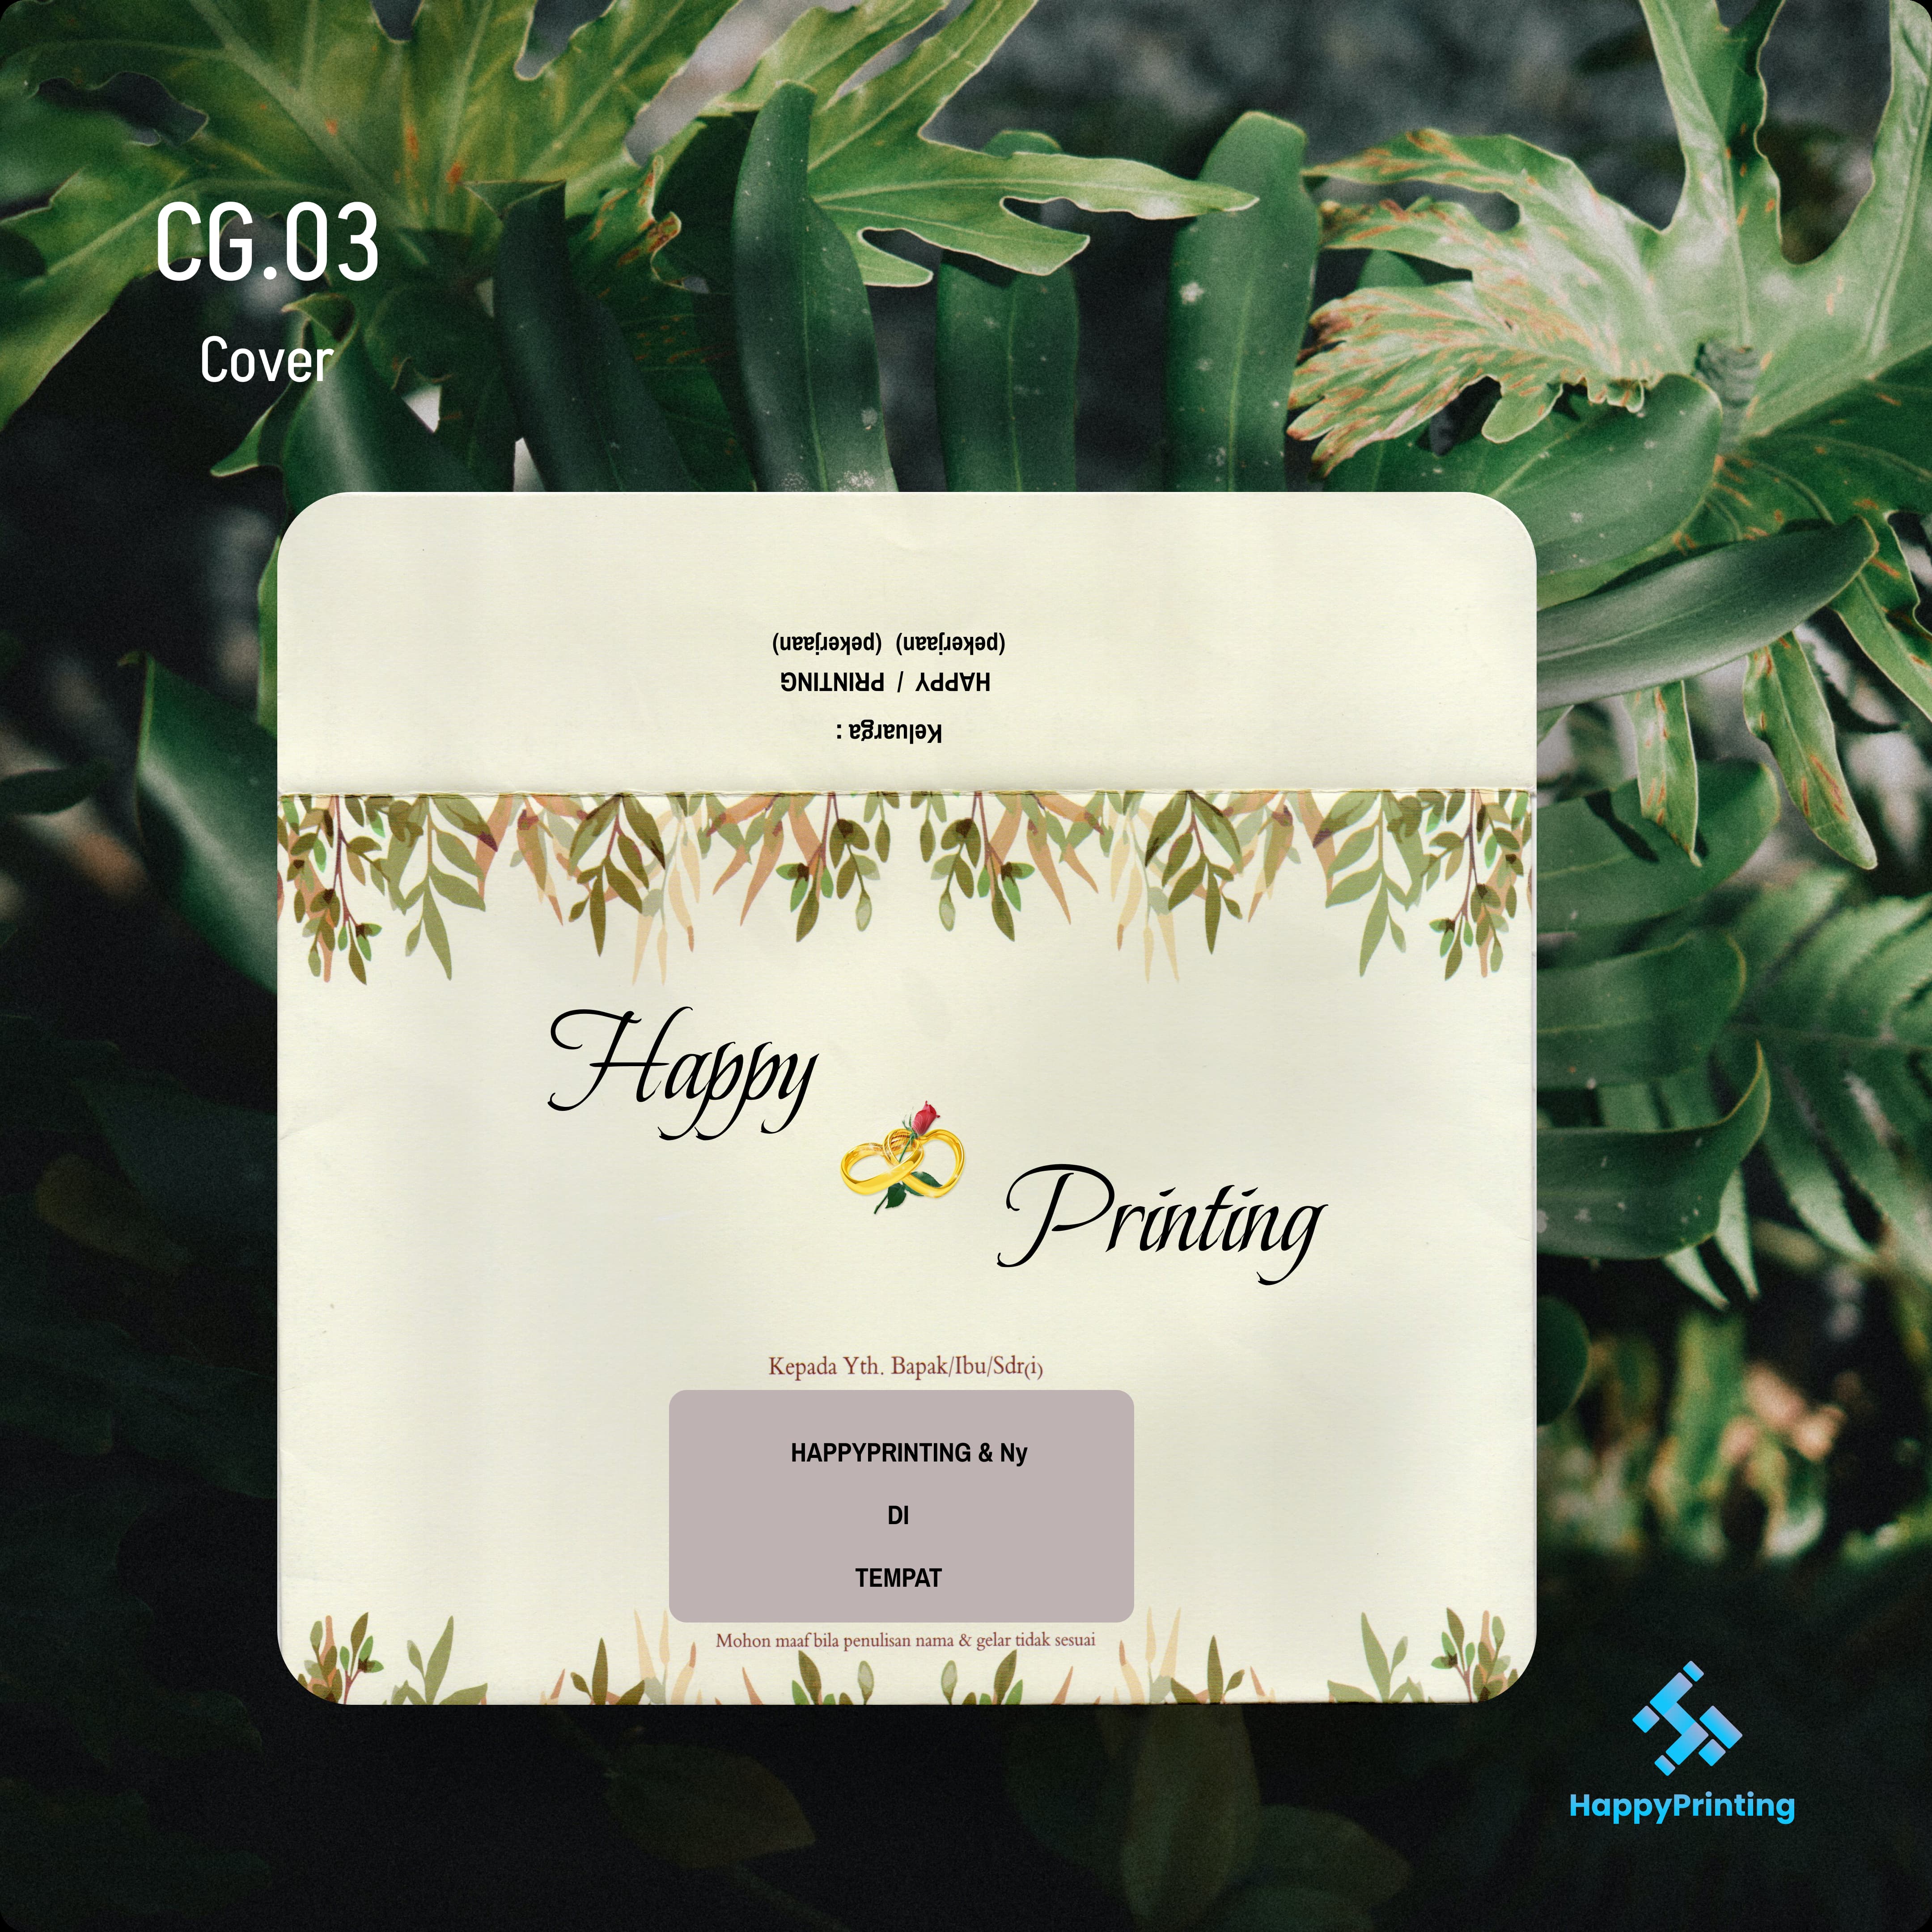 CG.03
Cover
Keluarga :
HAPPY / PRINTING
(pekerjaan) (pekerjaan)
Happy
Printing
Kepada Yth. Bapak/Ibu/Sdr(i)
HAPPYPRINTING & Ny
DI
TEMPAT
Mohon maaf bila penulisan nama & gelar tidak sesuai
HappyPrinting